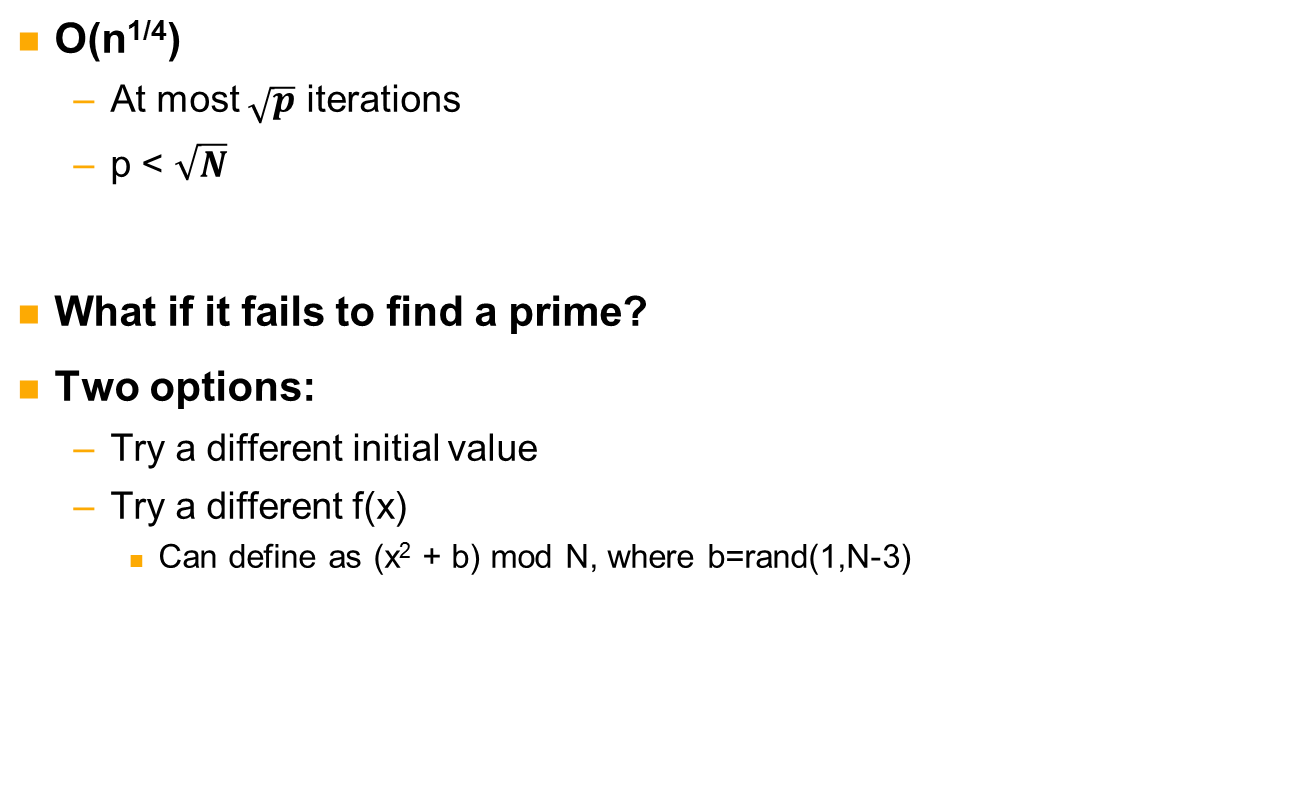 ■ O(n^1/4)
– At most √p iterations
– p < √N
■ What if it fails to find a prime?
■ Two options:
– Try a different initial value
– Try a different f(x)
■ Can define as (x² + b) mod N, where b=rand(1,N-3)